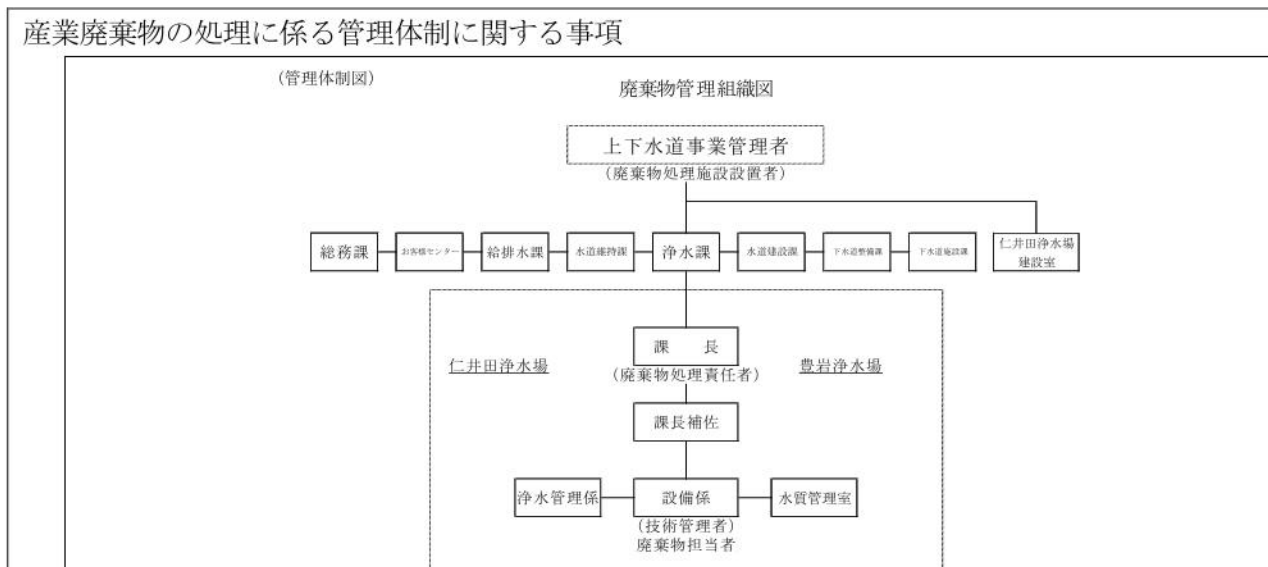 産業廃棄物の処理に係る管理体制に関する事項
(管理体制図)
廃棄物管理組織図
上下水道事業管理者
(廃棄物処理施設設置者)
総務課
お客様センター
給排水課
水道維持課
浄水課
水道建設課
下水道整備課
下水道施設課
仁井田浄水場
建設室
課　　長
(廃棄物処理責任者)
仁井田浄水場
豊岩浄水場
課長補佐
浄水管理係
設備係
水質管理室
(技術管理者)
廃棄物担当者